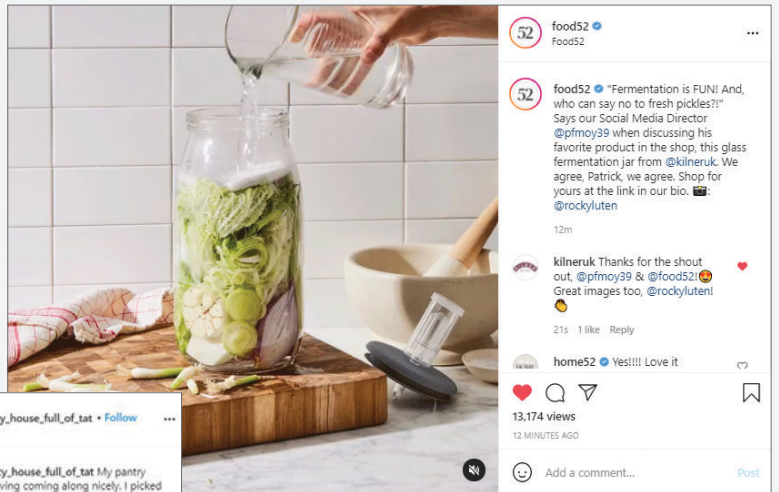 52
food52
Food52
52
food52 "Fermentation is FUN! And,
who can say no to fresh pickles?!"
Says our Social Media Director
@pfmoy39 when discussing his
favorite product in the shop, this glass
fermentation jar from @kilneruk. We
agree, Patrick, we agree. Shop for
yours at the link in our bio. 📸:
@rockyluten
12m
kilneruk Thanks for the shout
out, @pfmoy39 & @food52!😍
Great images too, @rockyluten!
👏
21s 1 like Reply
home52 Yes!!!! Love it
13,174 views
12 MINUTES AGO
Add a comment... Post
y_house_full_of_tat • Follow
y_house_full_of_tat My pantry
ving coming along nicely. I picked